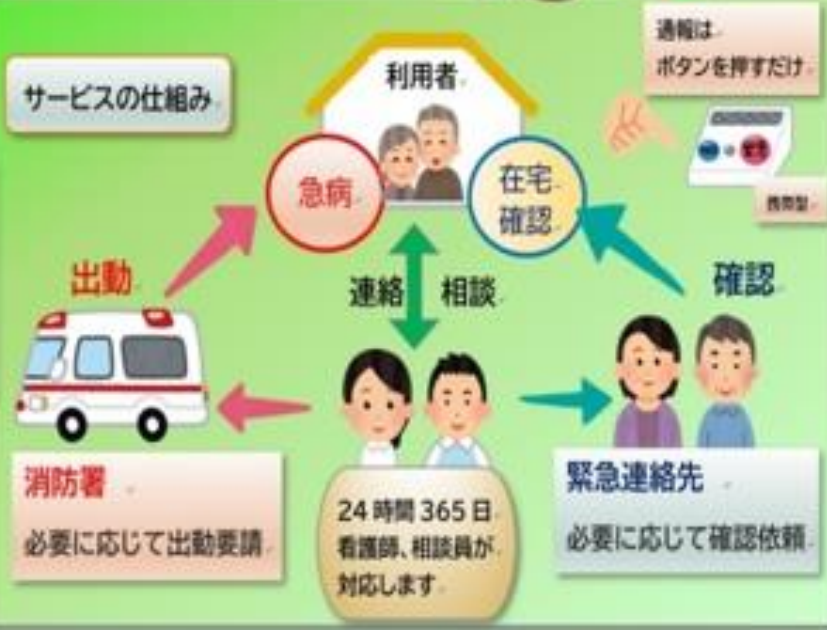 通報は
ボタンを押すだけ
サービスの仕組み
利用者
急病
在宅
確認
携帯型
出動
連絡
相談
確認
消防署
必要に応じて出動要請
24時間365日
看護師、相談員が
対応します
緊急連絡先
必要に応じて確認依頼